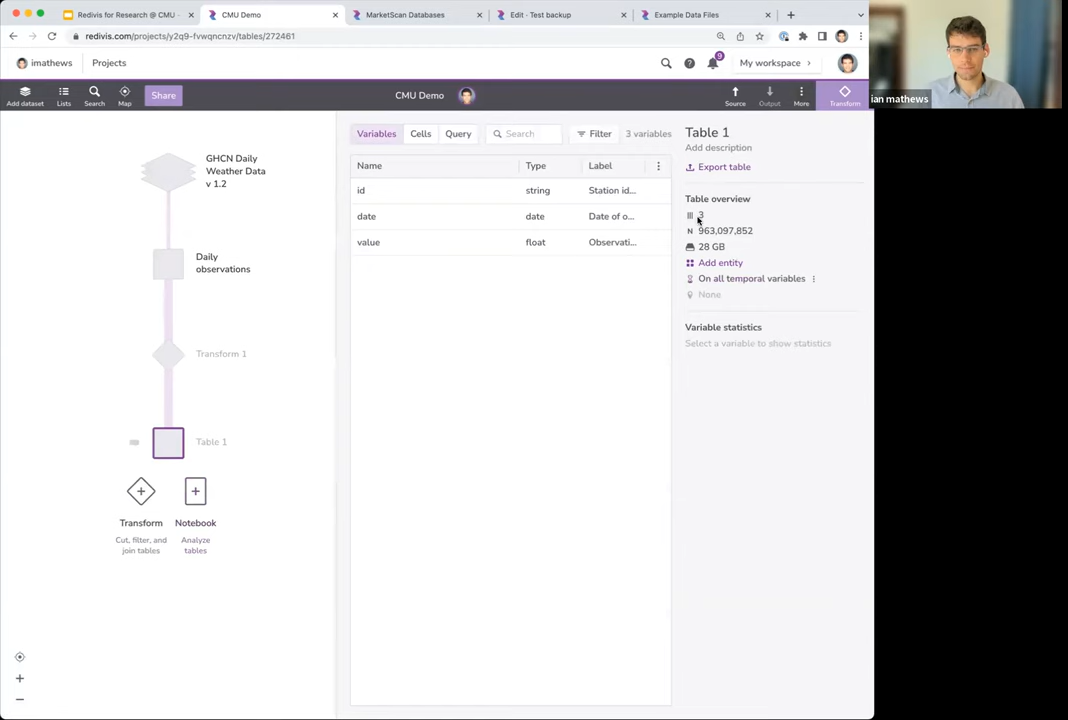 Redivis for Research @ CMU -
CMU Demo
MarketScan Databases
Edit · Test backup
Example Data Files
redivis.com/projects/y2q9-fvwqncnzv/tables/272461
imathews
Projects
9
My workspace
Add dataset
Lists
Search
Map
Share
CMU Demo
Source
Output
More
Transform
ian mathews
GHCN Daily
Weather Data
v 1.2
Daily
observations
Transform 1
Table 1
Transform
Cut, filter, and
join tables
Notebook
Analyze
tables
Variables
Cells
Query
Search
Filter
3 variables
Name
Type
Label
id
string
Station id...
date
date
Date of o...
value
float
Observati...
Table 1
Add description
Export table
Table overview
3
N 963,097,852
28 GB
Add entity
On all temporal variables
None
Variable statistics
Select a variable to show statistics